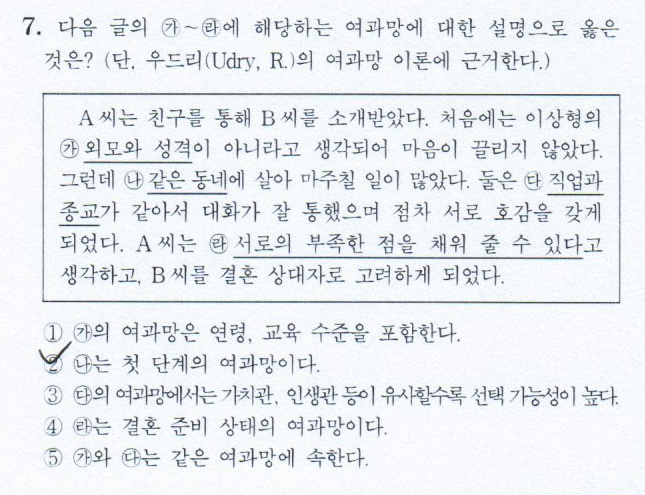 7. 다음 글의 ㉮~㉱에 해당하는 여과망에 대한 설명으로 옳은
것은? (단, 우드리(Udry, R.)의 여과망 이론에 근거한다.)
A 씨는 친구를 통해 B 씨를 소개받았다. 처음에는 이상형의
㉮ 외모와 성격이 아니라고 생각되어 마음이 끌리지 않았다.
그런데 ㉯ 같은 동네에 살아 마주칠 일이 많았다. 둘은 ㉰ 직업과
종교가 같아서 대화가 잘 통했으며 점차 서로 호감을 갖게
되었다. A 씨는 ㉱ 서로의 부족한 점을 채워 줄 수 있다고
생각하고, B 씨를 결혼 상대자로 고려하게 되었다.
① ㉮의 여과망은 연령, 교육 수준을 포함한다.
② ㉯는 첫 단계의 여과망이다.
③ ㉰의 여과망에서는 가치관, 인생관 등이 유사할수록 선택 가능성이 높다.
④ ㉱는 결혼 준비 상태의 여과망이다.
⑤ ㉮와 ㉰는 같은 여과망에 속한다.